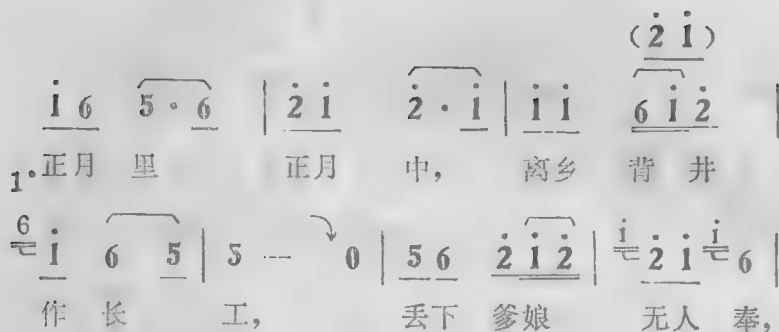 (2̇ 1̇)
1̇ 6 5 · 6 | 2̇ 1̇ 2̇ · 1̇ | 1̇ 1̇ 6 1̇ 2̇ |
1. 正月 里 正月 中, 离乡 背 井
6 1̇ 6 5 | 5 — 0 | 5 6 2̇ 1̇ 2̇ | 1̇ 2̇ 1̇ 1̇ 6 |
作 长 工, 丢下 爹娘 无人 奉,